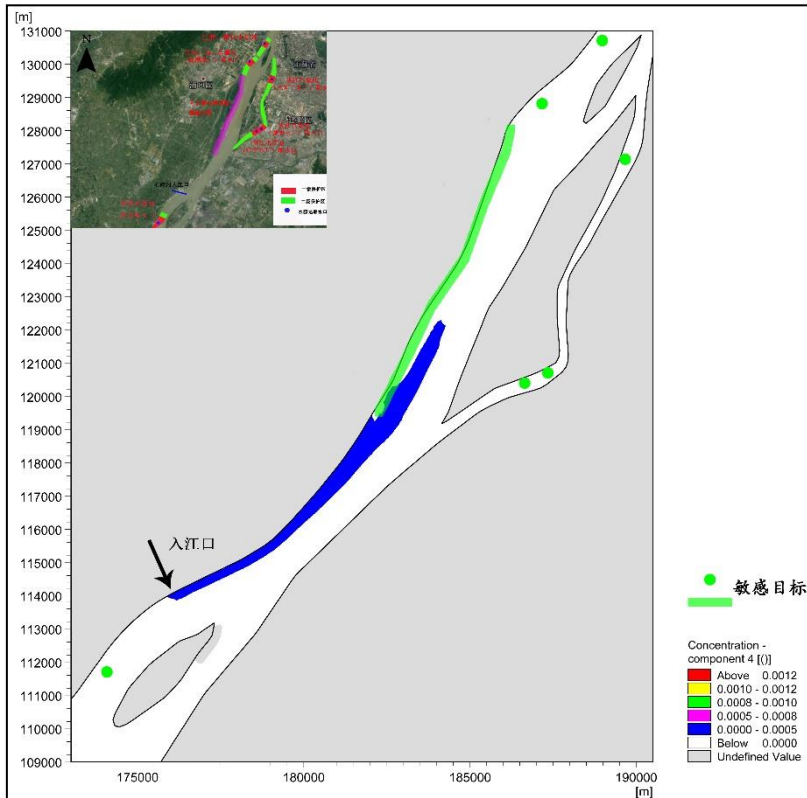 [m]
131000
130000
129000
128000
127000
126000
125000
124000
123000
122000
121000
120000
119000
118000
117000
116000
115000
114000
113000
112000
111000
110000
109000
N
入江口
敏感目标
Concentration -
component 4 [()]
Above 0.0012
0.0010 - 0.0012
0.0008 - 0.0010
0.0005 - 0.0008
0.0000 - 0.0005
Below 0.0000
Undefined Value
175000 180000 185000 190000
[m]